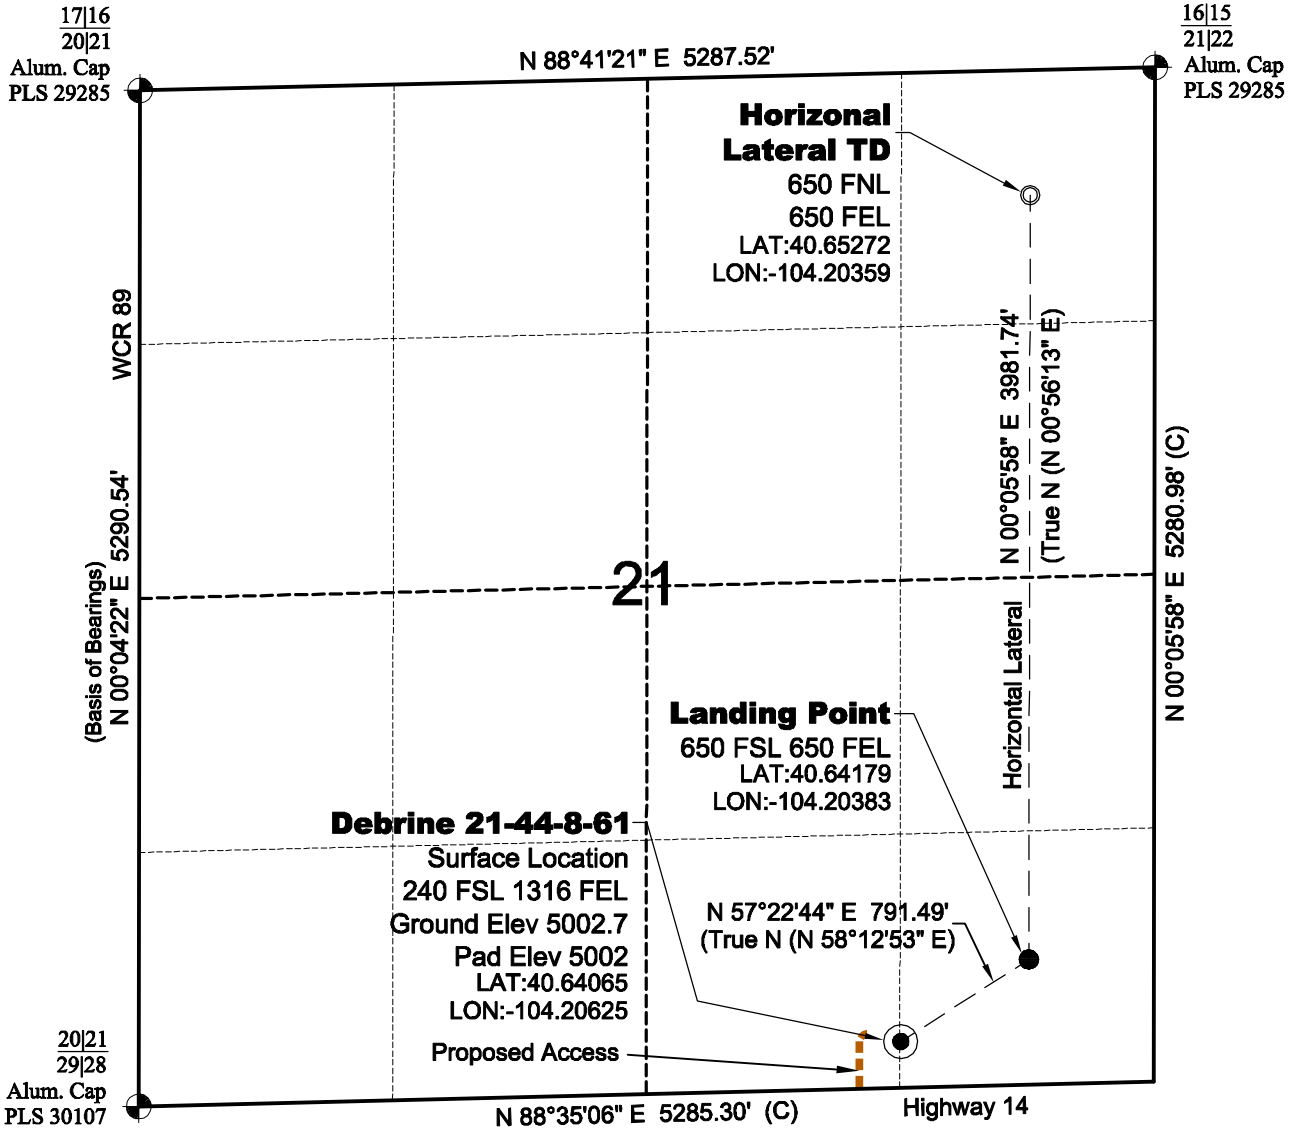 17|16
20|21
Alum. Cap
PLS 29285
16|15
21|22
Alum. Cap
PLS 29285
N 88°41'21" E 5287.52'
Horizonal
Lateral TD
650 FNL
650 FEL
LAT:40.65272
LON:-104.20359
WCR 89
N 00°05'58" E 3981.74'
(True N (N 00°56'13" E)
(Basis of Bearings)
N 00°04'22" E 5290.54'
21
N 00°05'58" E 5280.98' (C)
Horizontal Lateral
Landing Point
650 FSL 650 FEL
LAT:40.64179
LON:-104.20383
Debrine 21-44-8-61
Surface Location
240 FSL 1316 FEL
Ground Elev 5002.7
Pad Elev 5002
LAT:40.64065
LON:-104.20625
N 57°22'44" E 791.49'
(True N (N 58°12'53" E)
Proposed Access
20|21
29|28
Alum. Cap
PLS 30107
N 88°35'06" E 5285.30' (C)
Highway 14